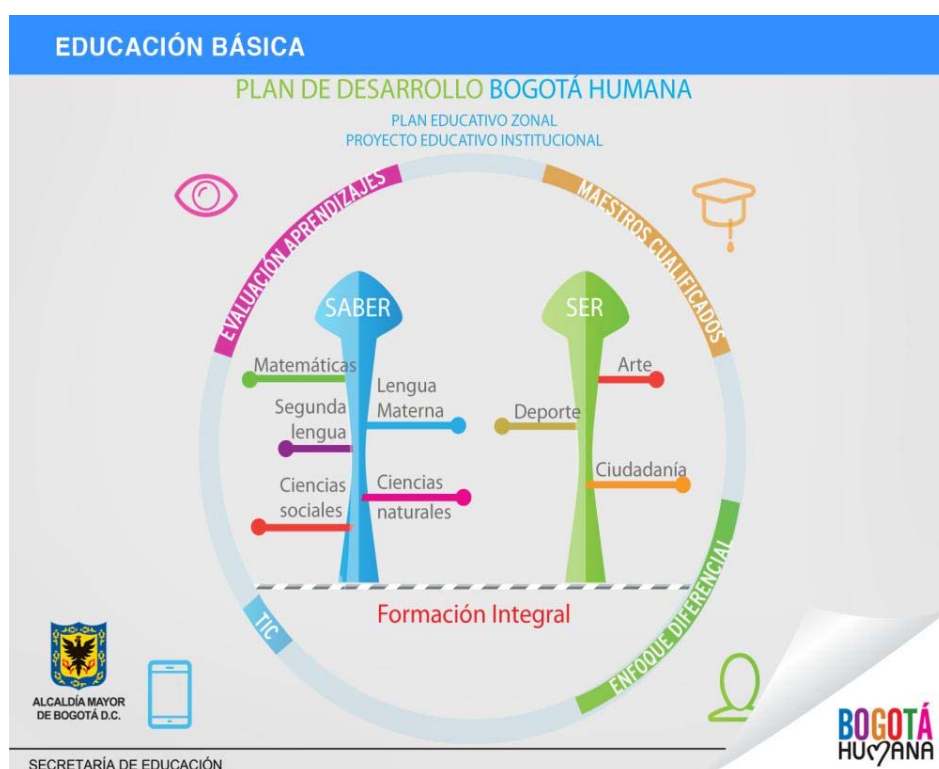 EDUCACIÓN BÁSICA
PLAN DE DESARROLLO BOGOTÁ HUMANA
PLAN EDUCATIVO ZONAL
PROYECTO EDUCATIVO INSTITUCIONAL
EVALUACIÓN APRENDIZAJES
MAESTROS CUALIFICADOS
SABER
Matemáticas
Lengua
Materna
Segunda
lengua
Ciencias
sociales
Ciencias
naturales
SER
Arte
Deporte
Ciudadanía
Formación Integral
TIC
ENFOQUE DIFERENCIAL
ALCALDÍA MAYOR
DE BOGOTÁ D.C.
SECRETARÍA DE EDUCACIÓN
BOGOTÁ
HUMANA